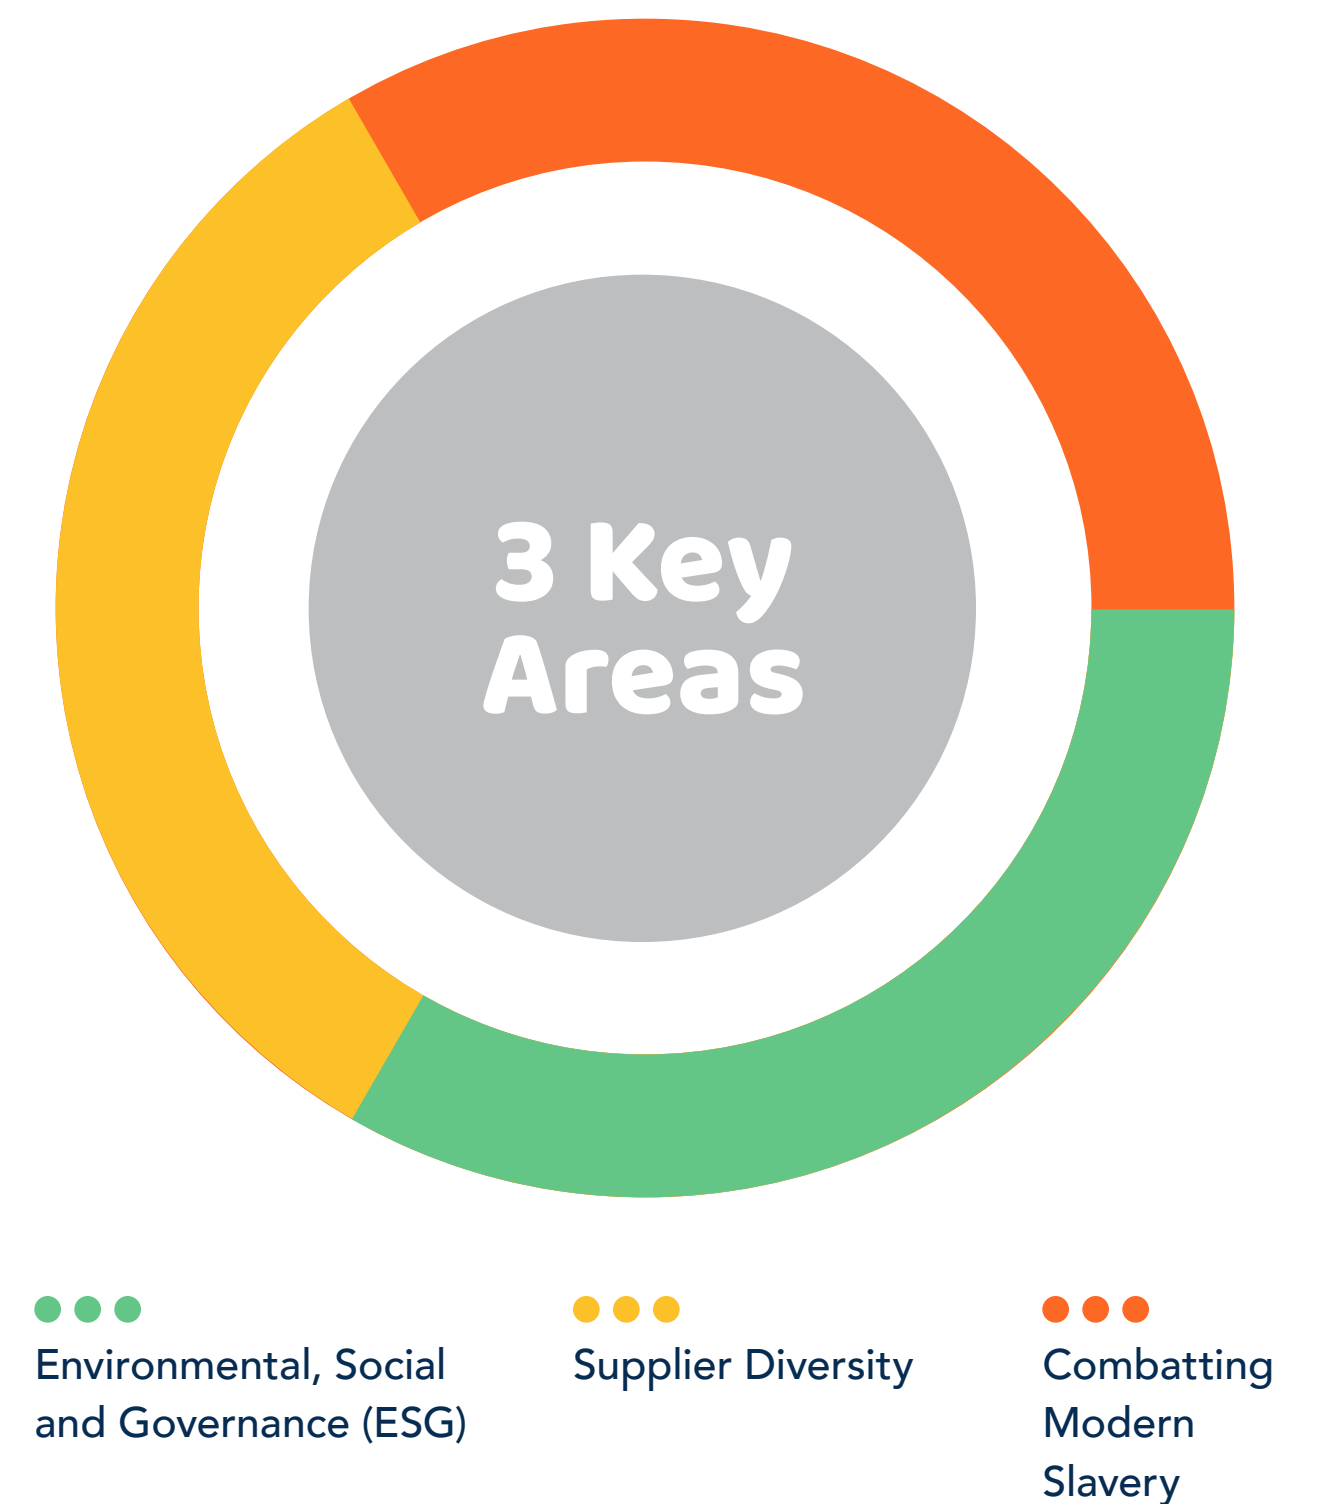 3 Key
Areas
Environmental, Social
and Governance (ESG)
Supplier Diversity
Combatting
Modern
Slavery